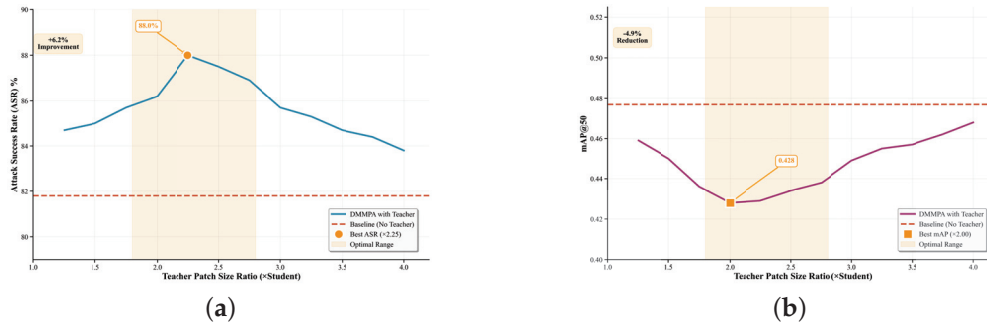 90
88
86
84
82
80
Attack Success Rate (ASR) %
+6.2%
Improvement
88.0%
DMMPA with Teacher
Baseline (No Teacher)
Best ASR (×2.25)
Optimal Range
1.0 1.5 2.0 2.5 3.0 3.5 4.0
Teacher Patch Size Ratio (×Student)
(a)
0.52
0.50
0.48
0.46
0.44
0.42
0.40
mAP@50
-4.9%
Reduction
0.428
DMMPA with Teacher
Baseline (No Teacher)
Best mAP (×2.00)
Optimal Range
1.0 1.5 2.0 2.5 3.0 3.5 4.0
Teacher Patch Size Ratio (×Student)
(b)